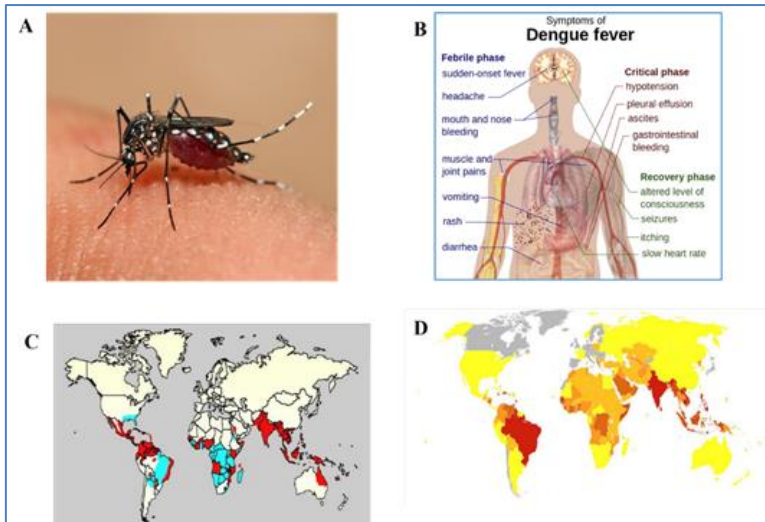 A
B
Symptoms of
Dengue fever
Febrile phase
sudden-onset fever
headache
mouth and nose
bleeding
muscle and
joint pains
vomiting
rash
diarrhea
Critical phase
hypotension
pleural effusion
ascites
gastrointestinal
bleeding
Recovery phase
altered level of
consciousness
seizures
itching
slow heart rate
C
D